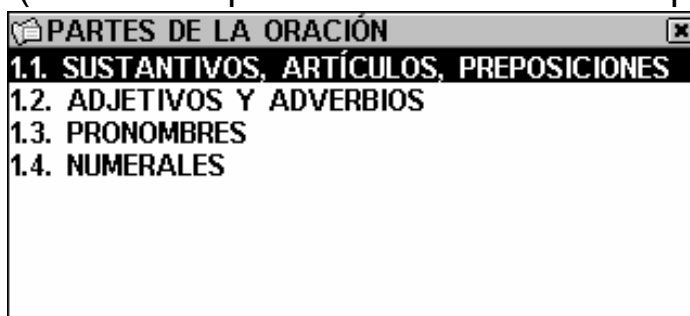 PARTES DE LA ORACIÓN
1.1. SUSTANTIVOS, ARTÍCULOS, PREPOSICIONES
1.2. ADJETIVOS Y ADVERBIOS
1.3. PRONOMBRES
1.4. NUMERALES